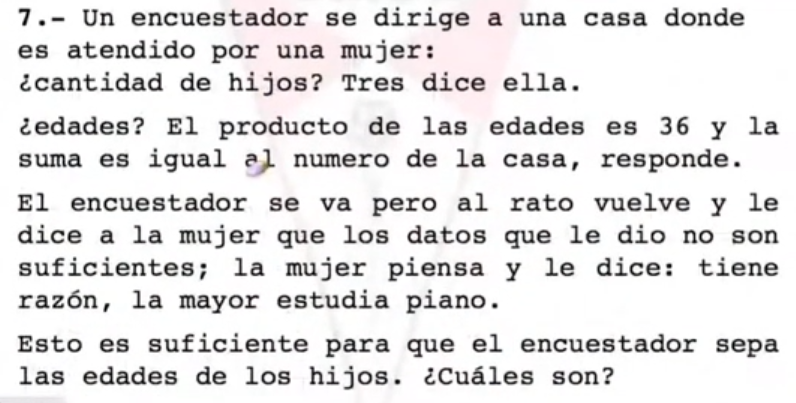 7.- Un encuestador se dirige a una casa donde
es atendido por una mujer:
¿cantidad de hijos? Tres dice ella.
¿edades? El producto de las edades es 36 y la
suma es igual al numero de la casa, responde.
El encuestador se va pero al rato vuelve y le
dice a la mujer que los datos que le dio no son
suficientes; la mujer piensa y le dice: tiene
razón, la mayor estudia piano.
Esto es suficiente para que el encuestador sepa
las edades de los hijos. ¿Cuáles son?